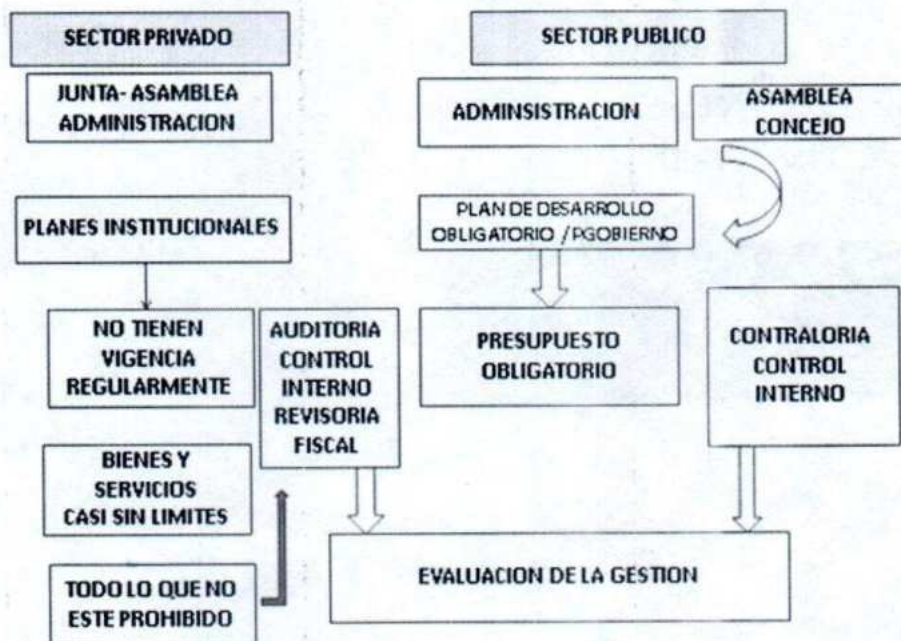 SECTOR PRIVADO
SECTOR PUBLICO
JUNTA- ASAMBLEA
ADMINISTRACION
ADMINSISTRACION
ASAMBLEA
CONCEJO
PLANES INSTITUCIONALES
PLAN DE DESARROLLO
OBLIGATORIO /PGOBIERNO
NO TIENEN
VIGENCIA
REGULARMENTE
AUDITORIA
CONTROL
INTERNO
REVISORIA
FISCAL
PRESUPUESTO
OBLIGATORIO
CONTRALORIA
CONTROL
INTERNO
BIENES Y
SERVICIOS
CASI SIN LIMITES
TODO LO QUE NO
ESTE PROHIBIDO
EVALUACION DE LA GESTION